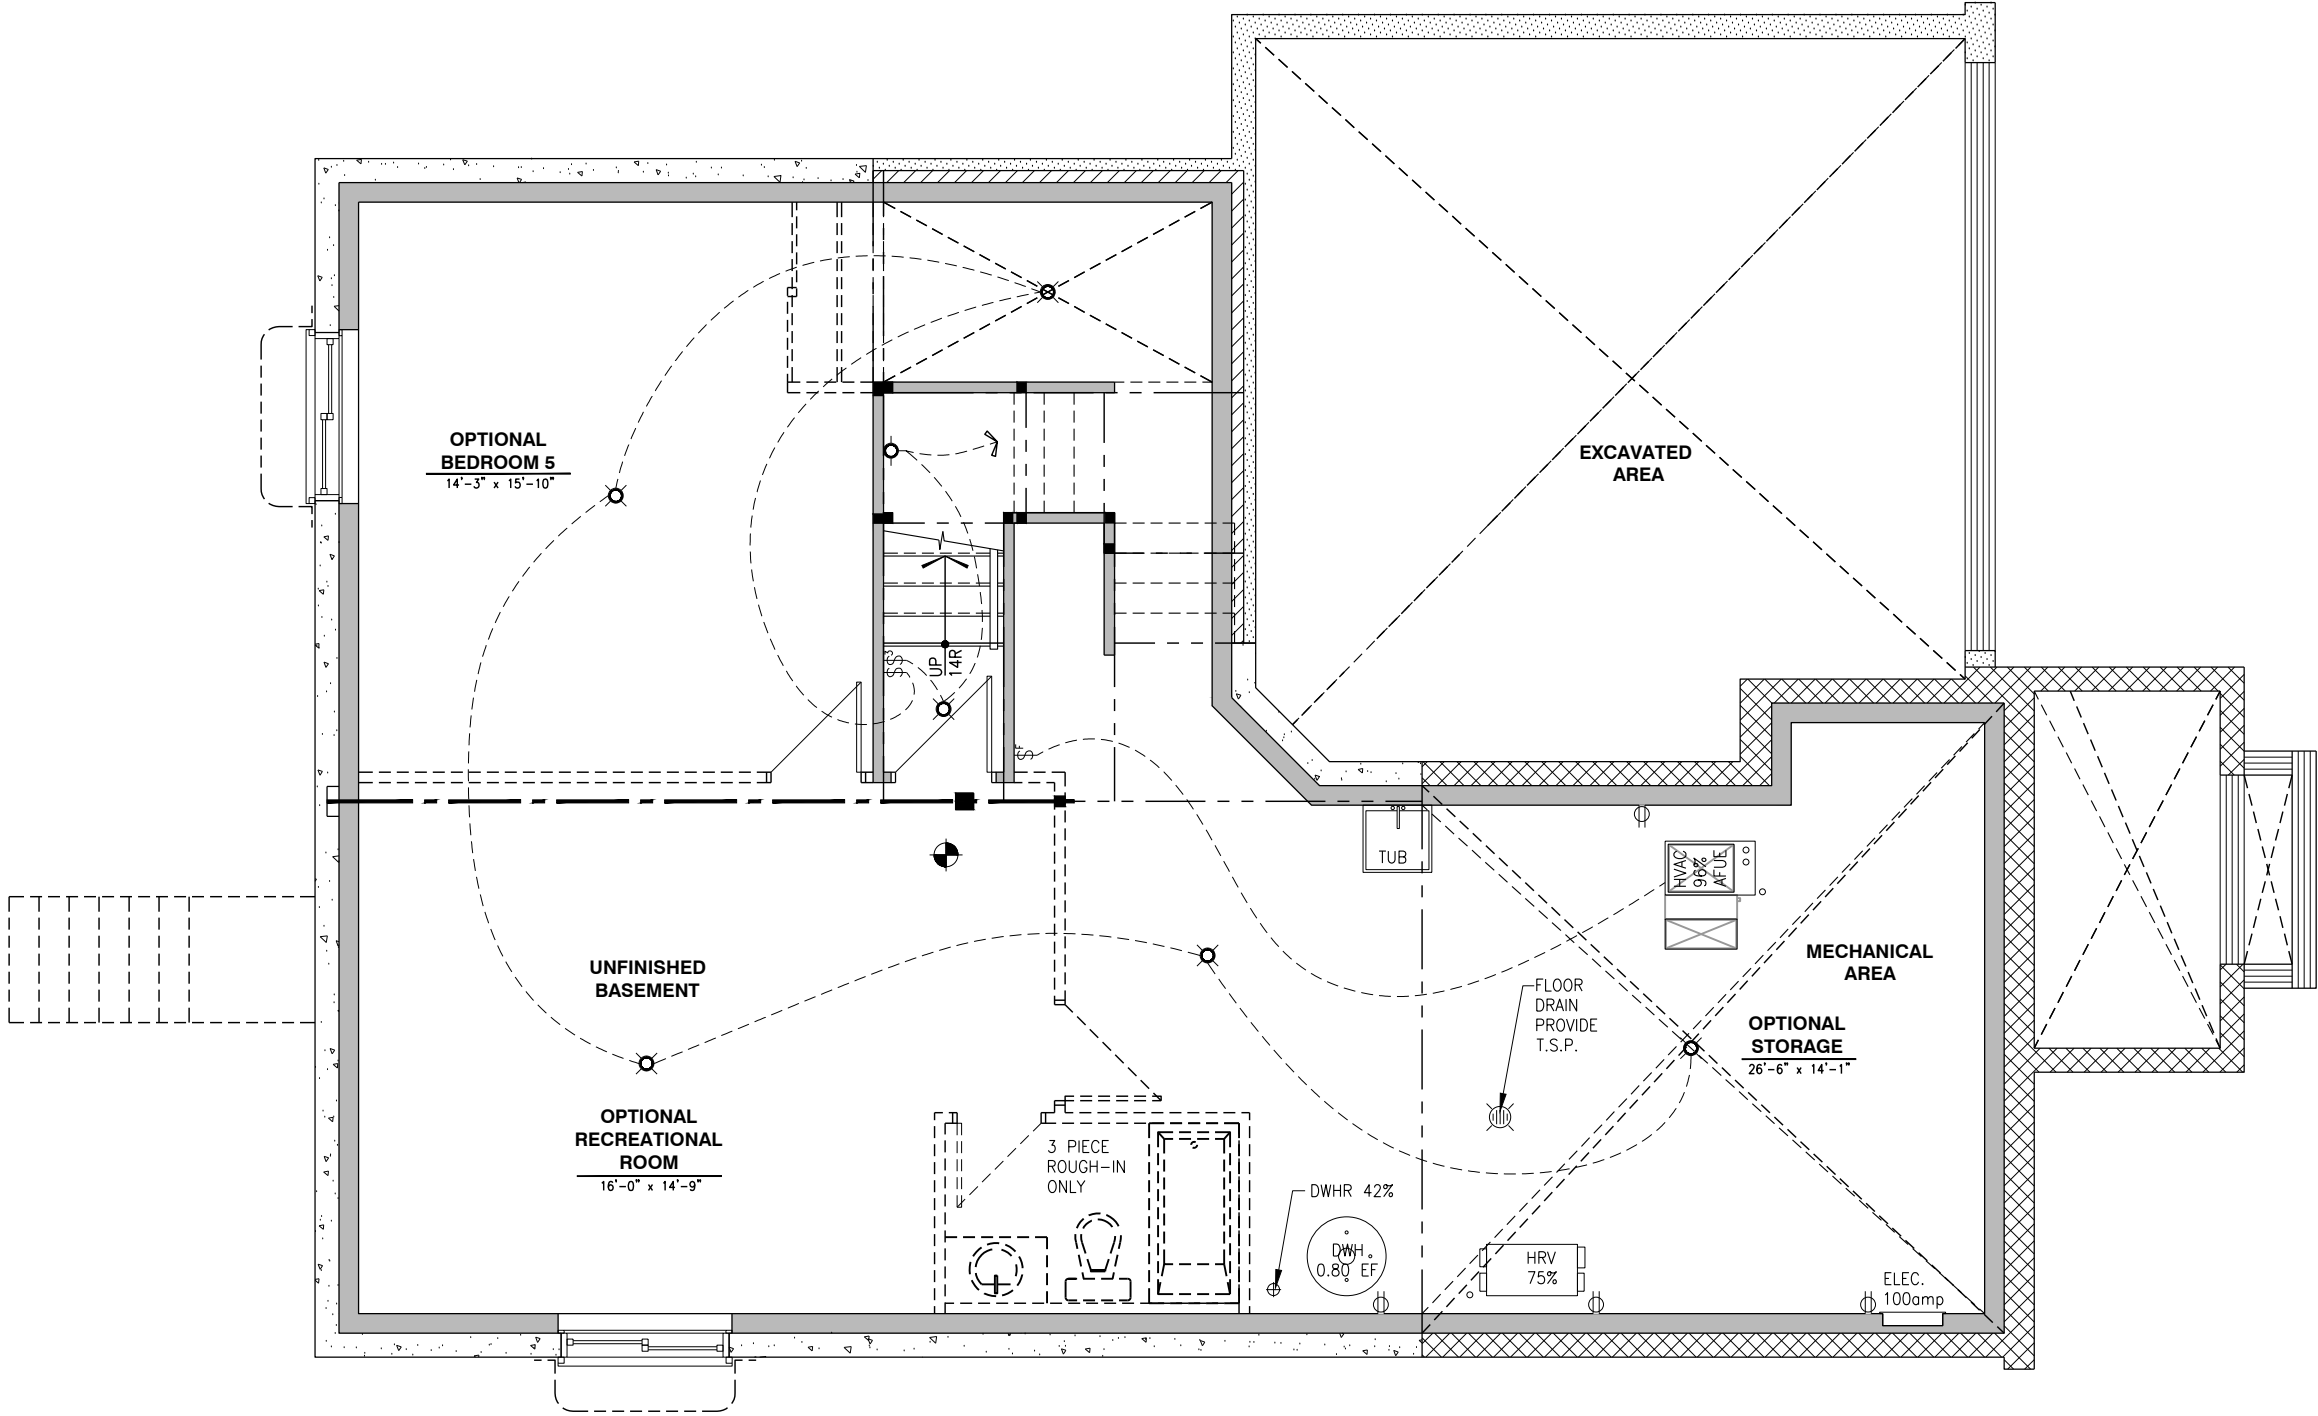 OPTIONAL
BEDROOM 5
14'-3" x 15'-10"
EXCAVATED
AREA
$$³
UP
14R
$F
TUB
HVAC
96%
AFUE
MECHANICAL
AREA
UNFINISHED
BASEMENT
FLOOR
DRAIN
PROVIDE
T.S.P.
OPTIONAL
STORAGE
26'-6" x 14'-1"
OPTIONAL
RECREATIONAL
ROOM
16'-0" x 14'-9"
3 PIECE
ROUGH-IN
ONLY
DWHR 42%
DWH
0.80 EF
HRV
75%
ELEC.
100amp